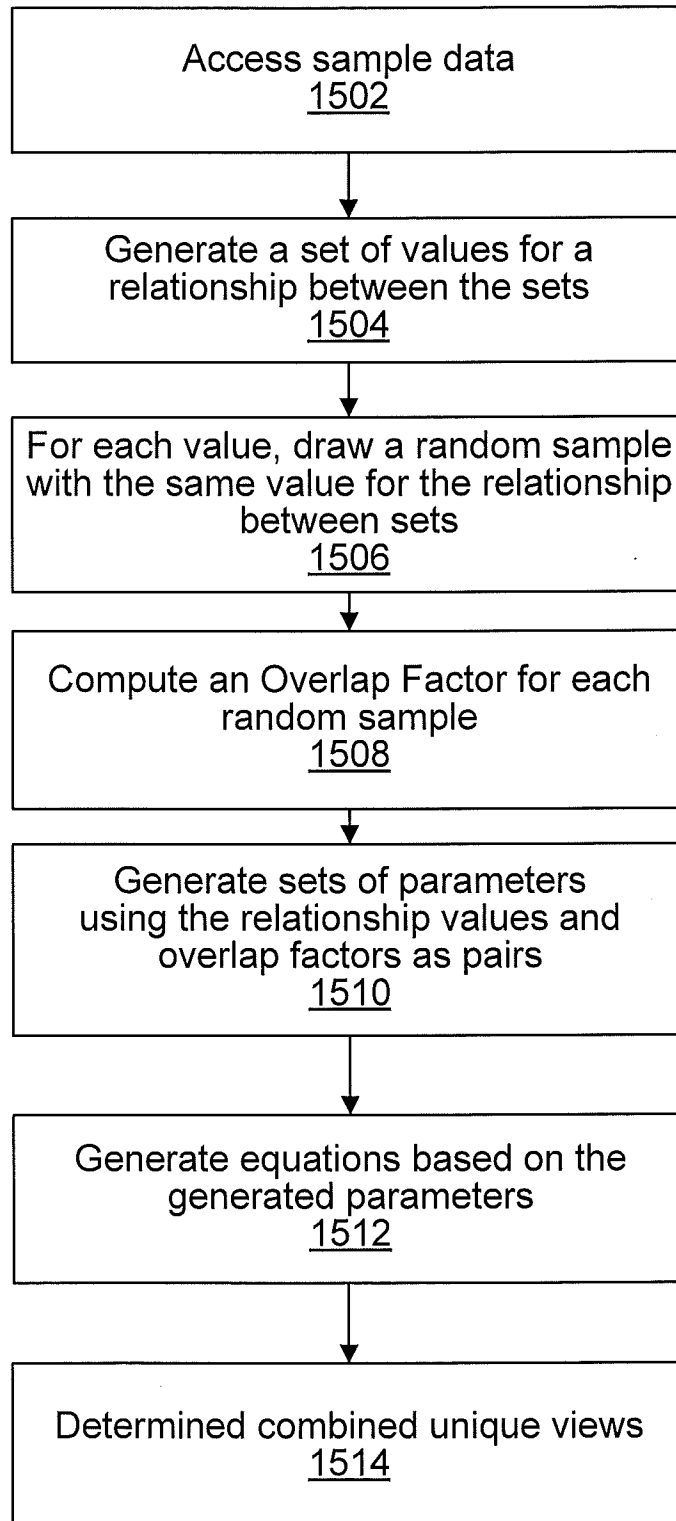 Access sample data
1502
Generate a set of values for a
relationship between the sets
1504
For each value, draw a random sample
with the same value for the relationship
between sets
1506
Compute an Overlap Factor for each
random sample
1508
Generate sets of parameters
using the relationship values and
overlap factors as pairs
1510
Generate equations based on the
generated parameters
1512
Determined combined unique views
1514